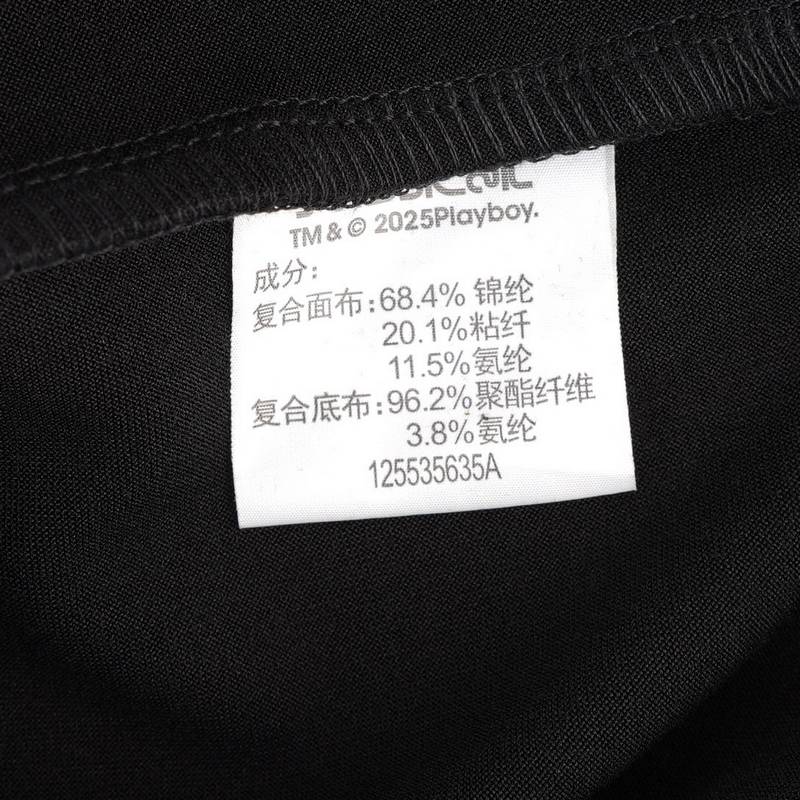 TM & © 2025Playboy.
成分:
复合面布:68.4% 锦纶
20.1%粘纤
11.5%氨纶
复合底布:96.2%聚酯纤维
3.8%氨纶
125535635A